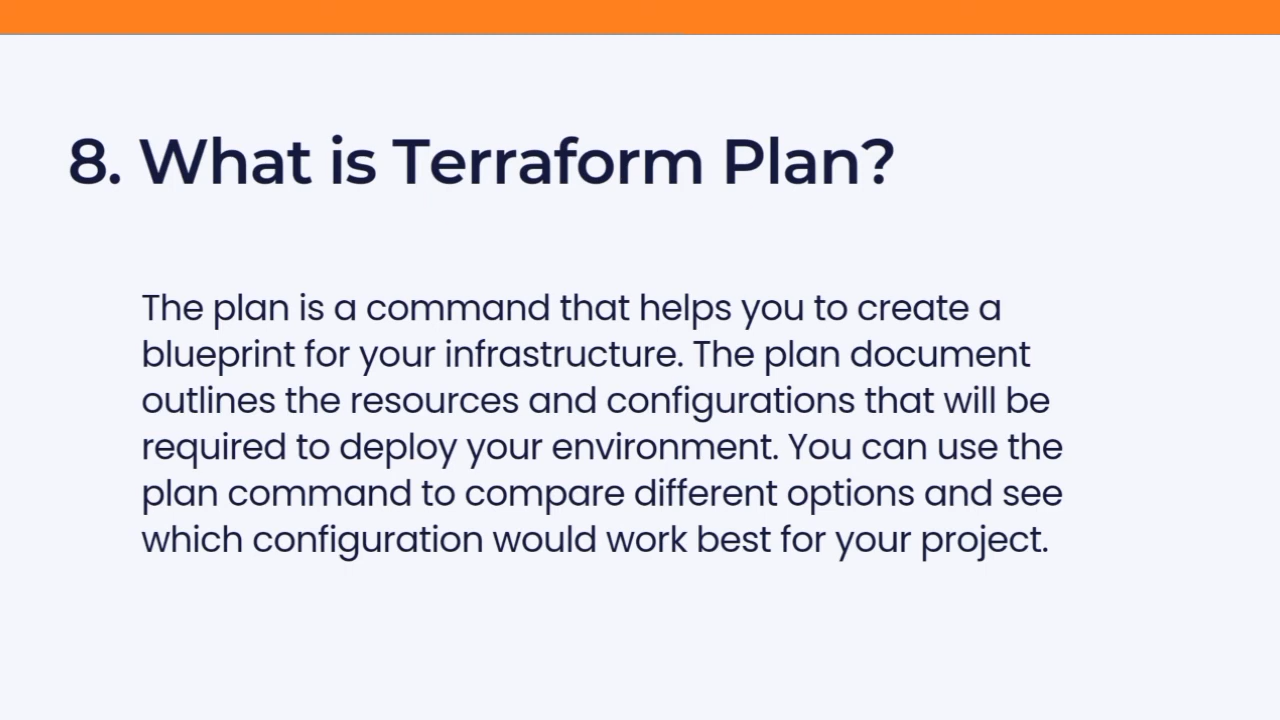 8. What is Terraform Plan?
The plan is a command that helps you to create a
blueprint for your infrastructure. The plan document
outlines the resources and configurations that will be
required to deploy your environment. You can use the
plan command to compare different options and see
which configuration would work best for your project.